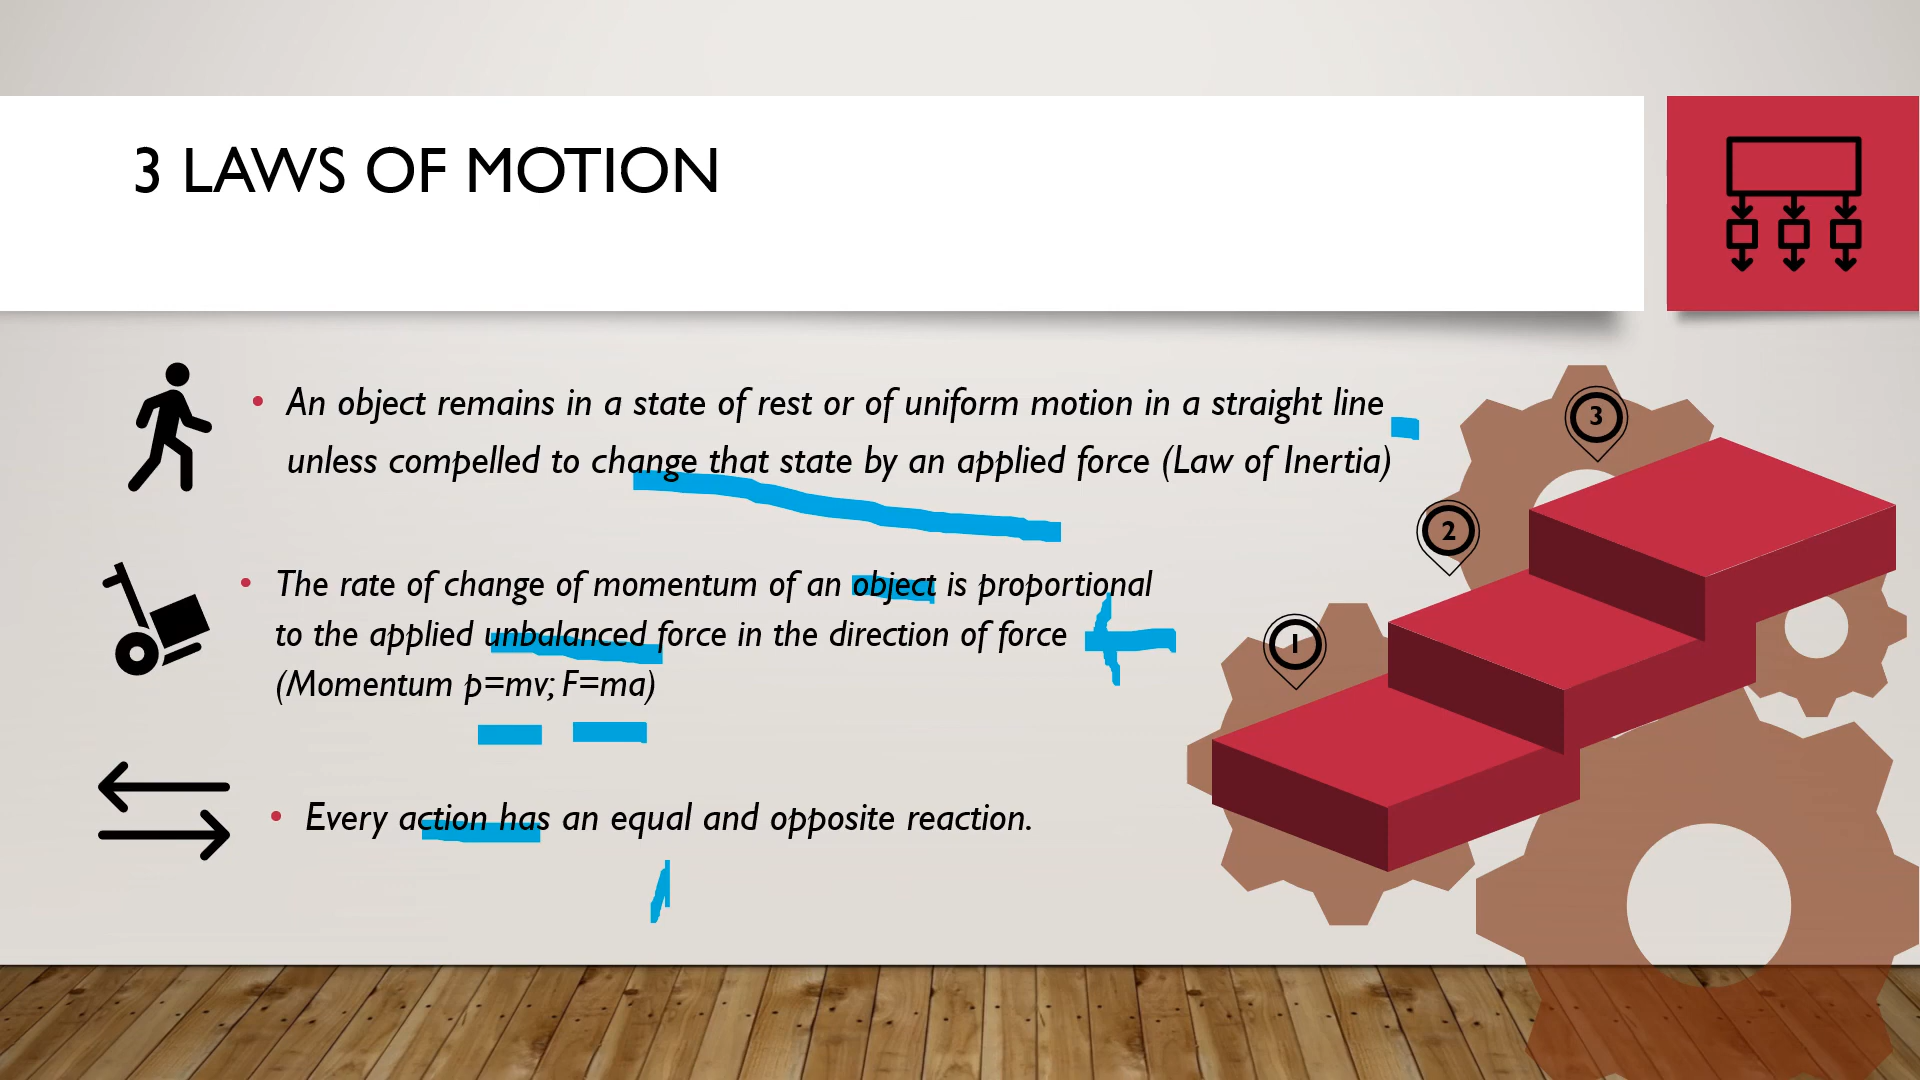 3 LAWS OF MOTION
• An object remains in a state of rest or of uniform motion in a straight line
unless compelled to change that state by an applied force (Law of Inertia)
• The rate of change of momentum of an object is proportional
to the applied unbalanced force in the direction of force
(Momentum p=mv; F=ma)
• Every action has an equal and opposite reaction.
3
2
1